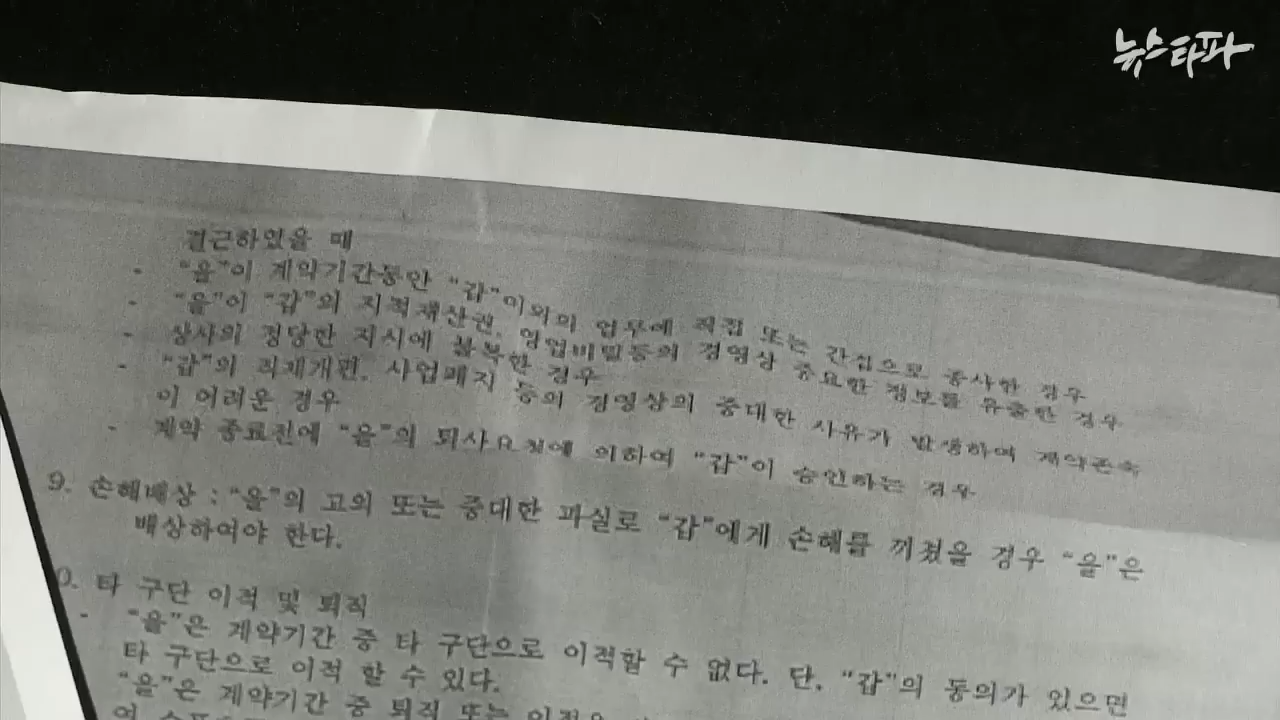 뉴스타파
결근하였을 때
- "을"이 계약기간동안 "갑"이외의 업무에 직접 또는 간접으로 종사한 경우
- "을"이 "갑"의 지적재산권, 영업비밀등의 경영상 중요한 정보를 유출한 경우
- 상사의 정당한 지시에 불복한 경우
- "갑"의 직제개편, 사업폐지 등의 경영상의 중대한 사유가 발생하여 계약존속
이 어려운 경우
- 계약 종료전에 "을"의 퇴사요청에 의하여 "갑"이 승인하는 경우
9. 손해배상 : "을"의 고의 또는 중대한 과실로 "갑"에게 손해를 끼쳤을 경우 "을"은
배상하여야 한다.
0. 타 구단 이적 및 퇴직
- "을"은 계약기간 중 타 구단으로 이적할 수 없다. 단, "갑"의 동의가 있으면
타 구단으로 이적 할 수 있다.
"을"은 계약기간 중 퇴직 또는